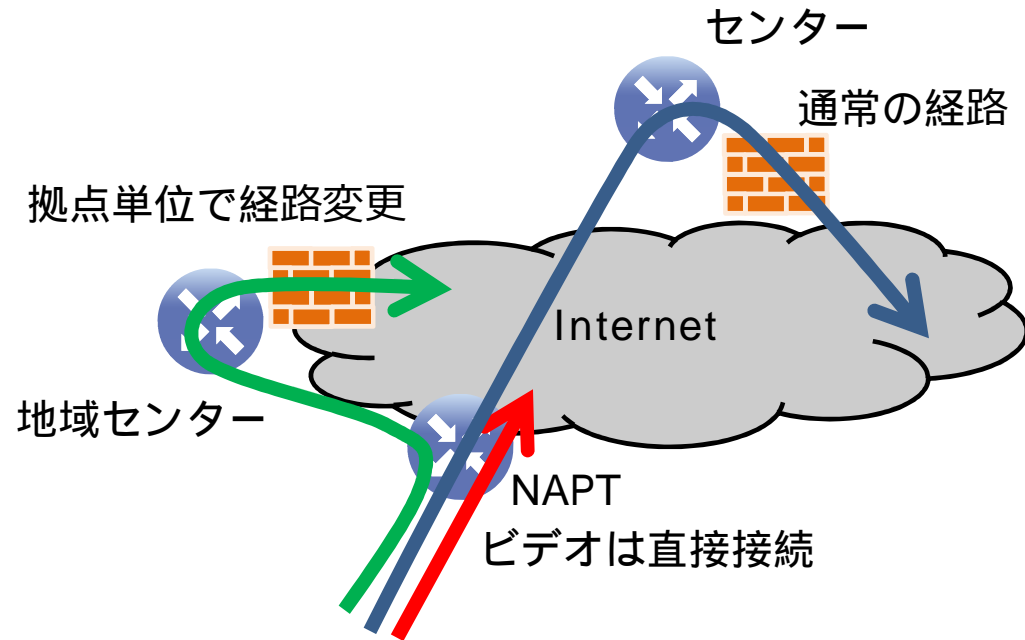 センター
通常の経路
拠点単位で経路変更
Internet
地域センター
NAPT
ビデオは直接接続